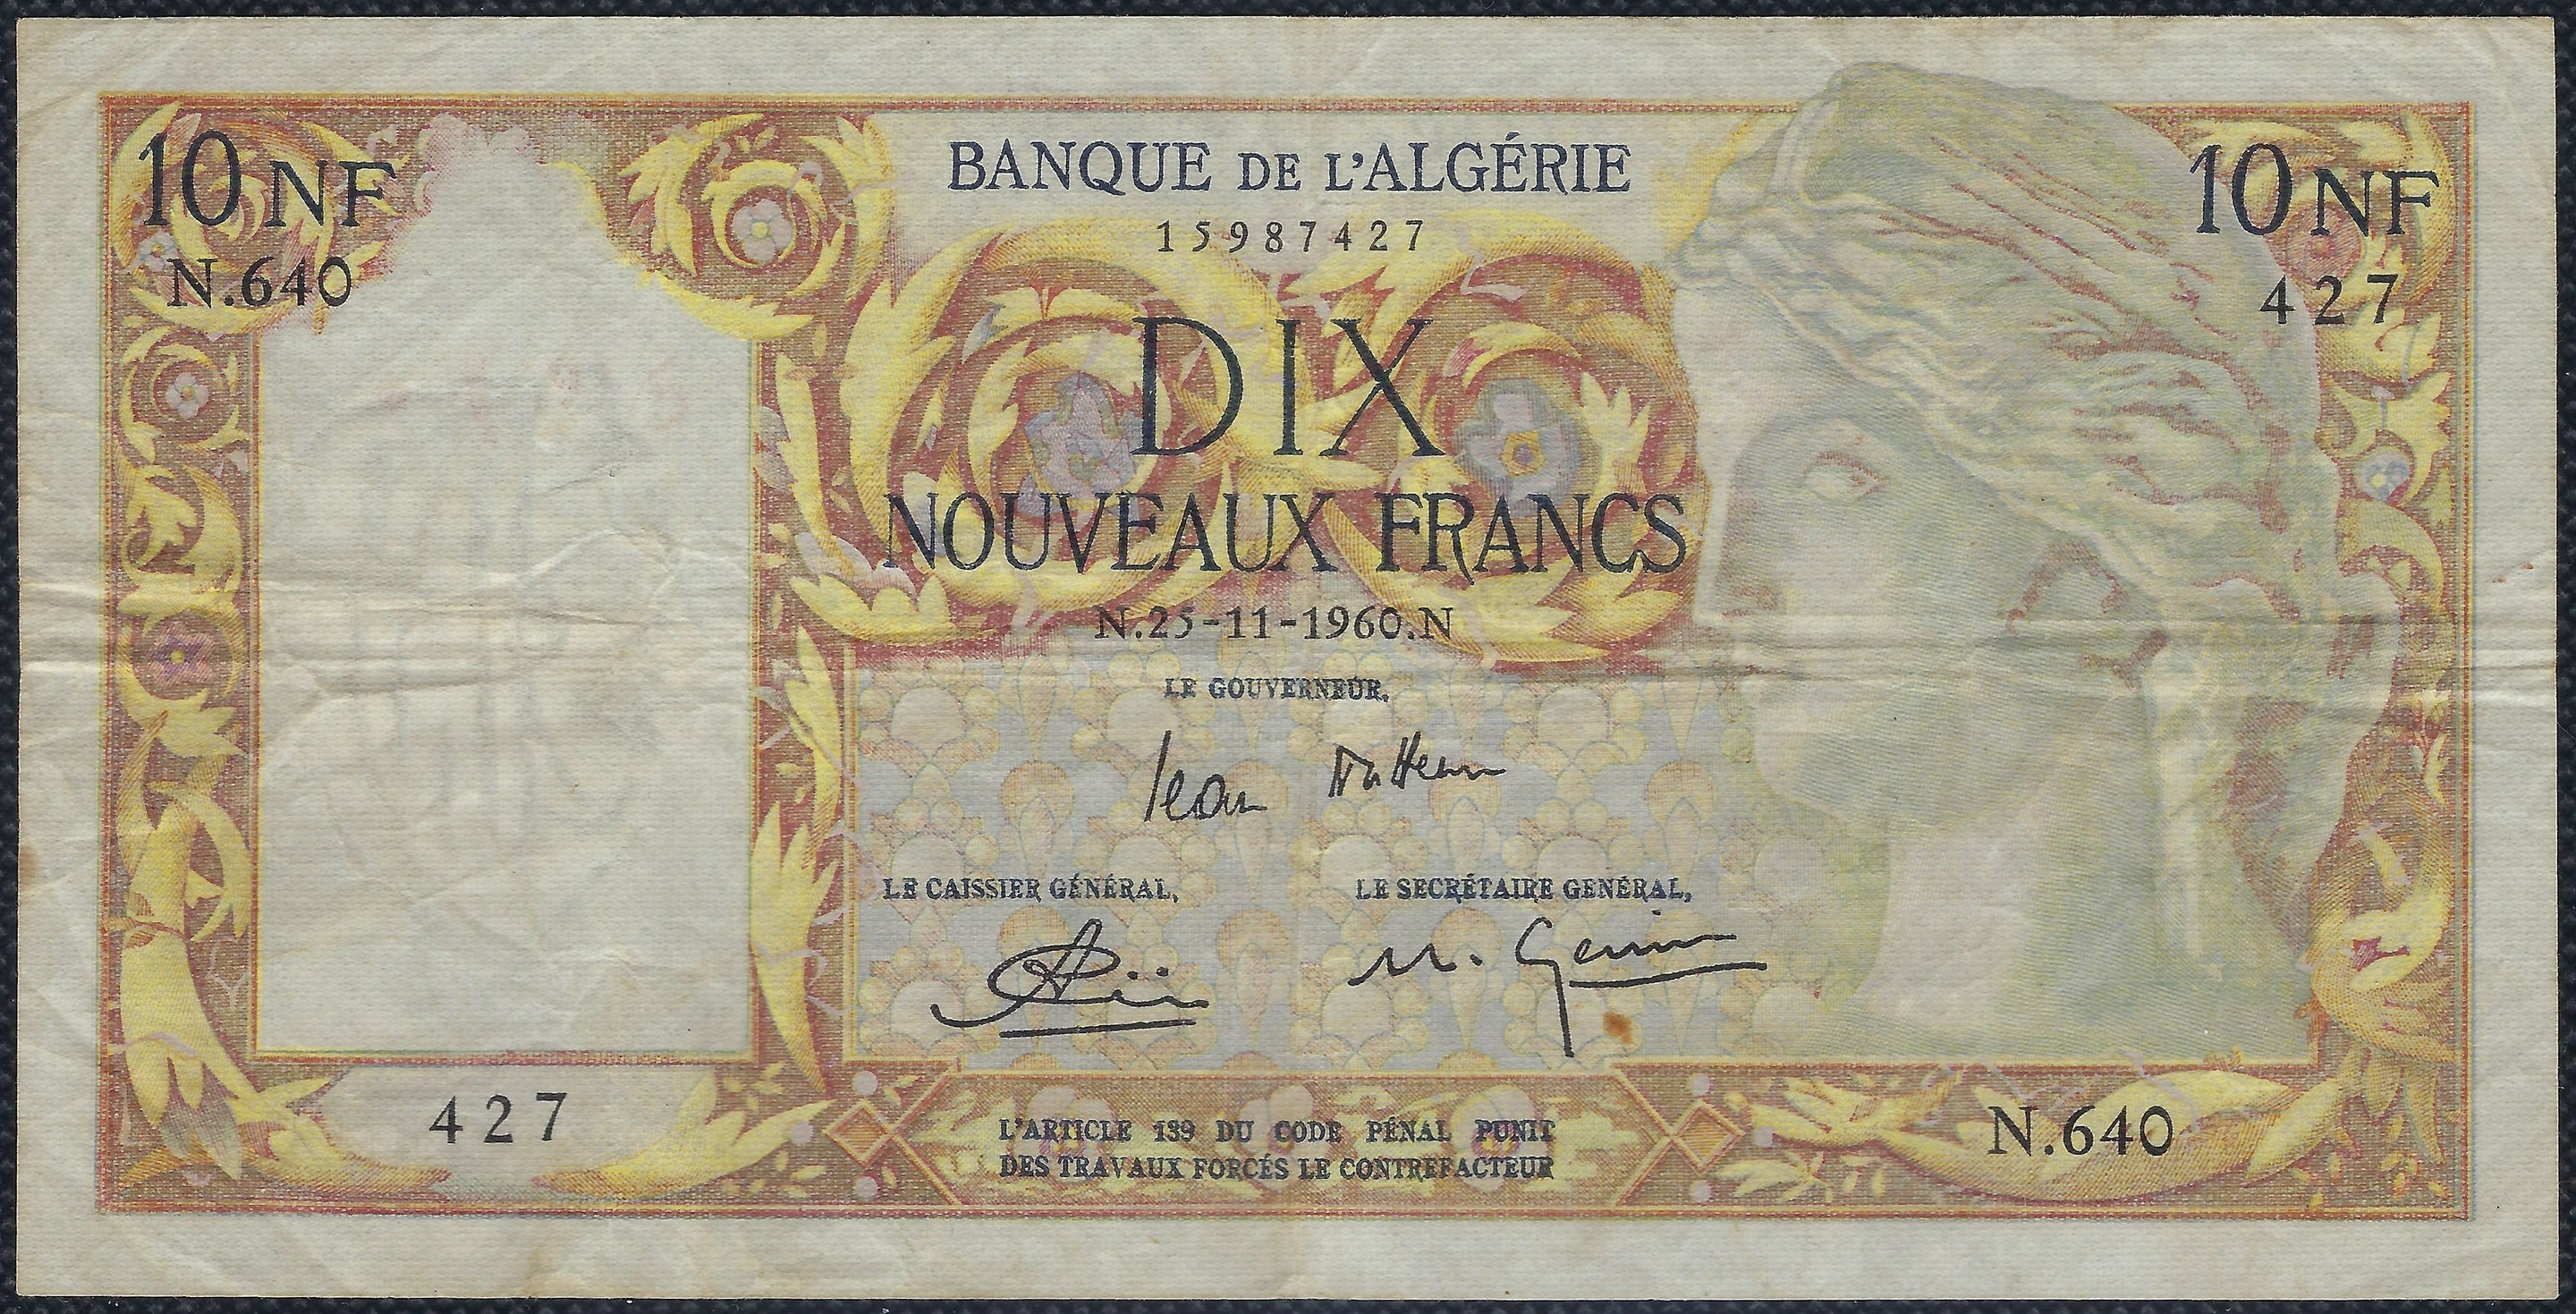 10 NF
BANQUE DE L'ALGÉRIE
10 NF
N.640
15987427
427
DIX
NOUVEAUX FRANCS
N.25-11-1960.N
LE GOUVERNEUR,
Jean
LE CAISSIER GÉNÉRAL,
LE SECRÉTAIRE GÉNÉRAL,
427
L'ARTICLE 139 DU CODE PÉNAL PUNIT
DES TRAVAUX FORCÉS LE CONTREFACTEUR
N.640